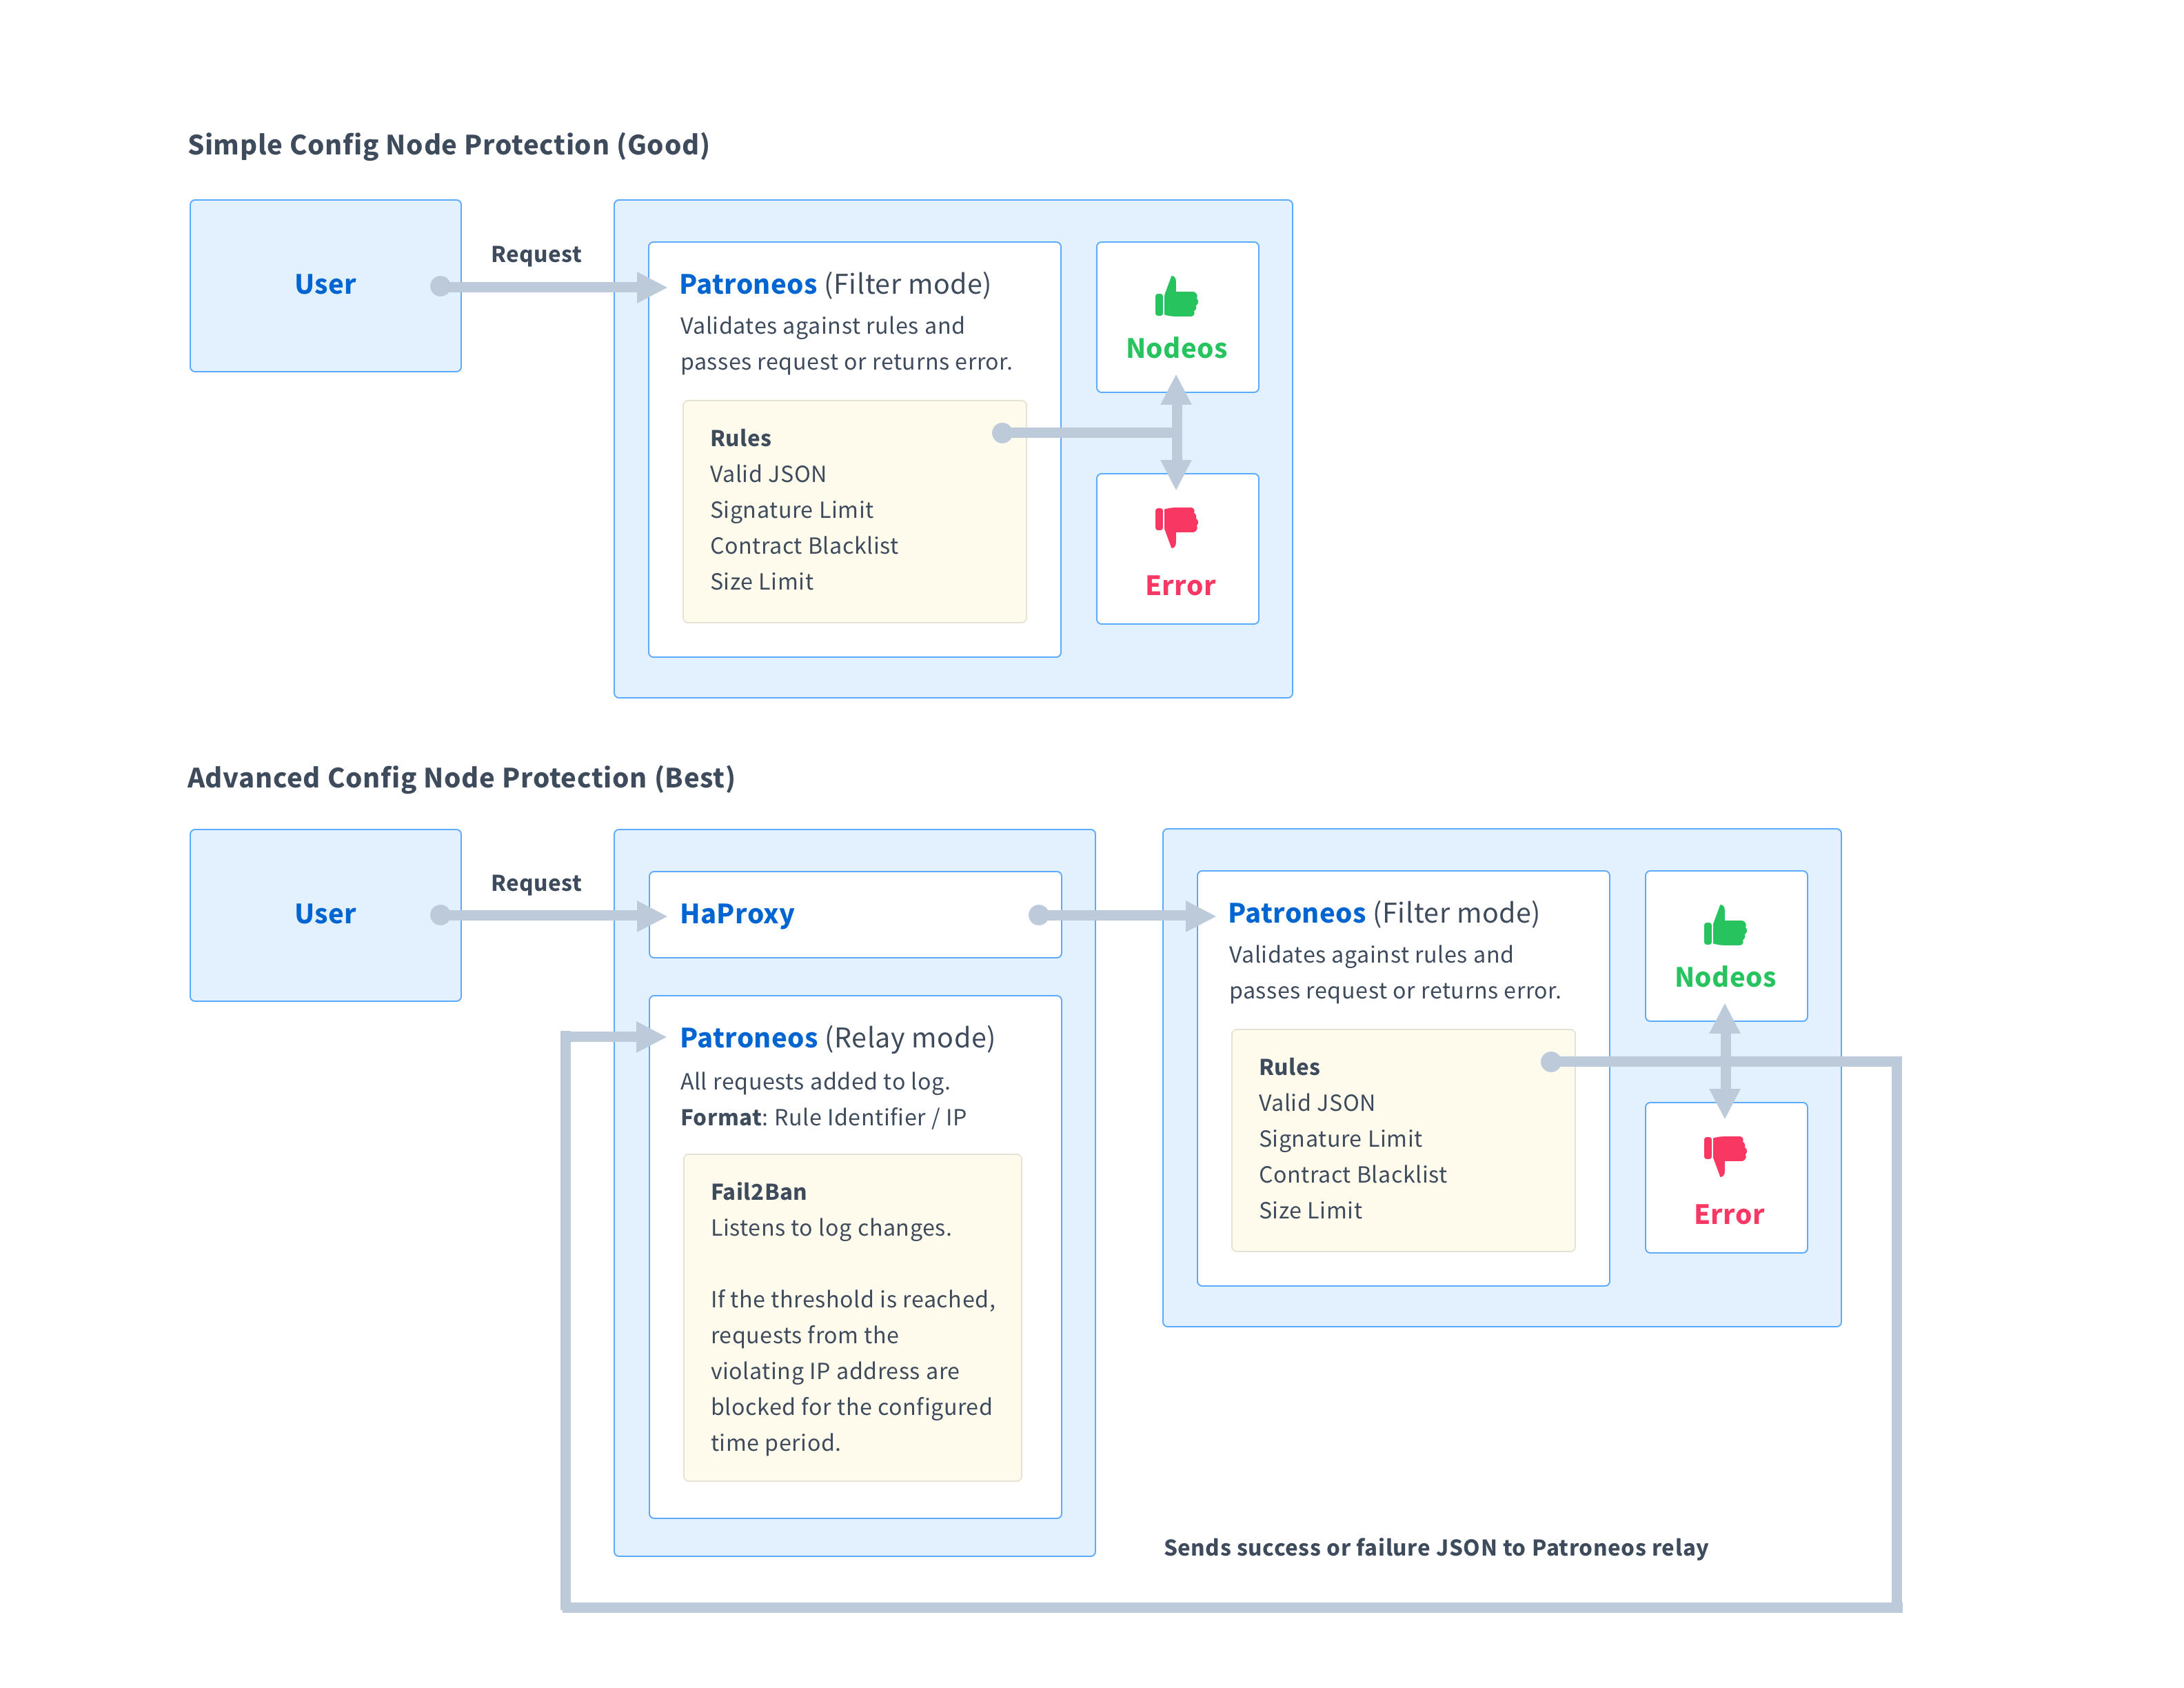 Simple Config Node Protection (Good)
User
Request
Patroneos (Filter mode)
Validates against rules and
passes request or returns error.
Rules
Valid JSON
Signature Limit
Contract Blacklist
Size Limit
Nodeos
Error
Advanced Config Node Protection (Best)
User
Request
HaProxy
Patroneos (Relay mode)
All requests added to log.
Format: Rule Identifier / IP
Fail2Ban
Listens to log changes.
If the threshold is reached,
requests from the
violating IP address are
blocked for the configured
time period.
Patroneos (Filter mode)
Validates against rules and
passes request or returns error.
Rules
Valid JSON
Signature Limit
Contract Blacklist
Size Limit
Nodeos
Error
Sends success or failure JSON to Patroneos relay